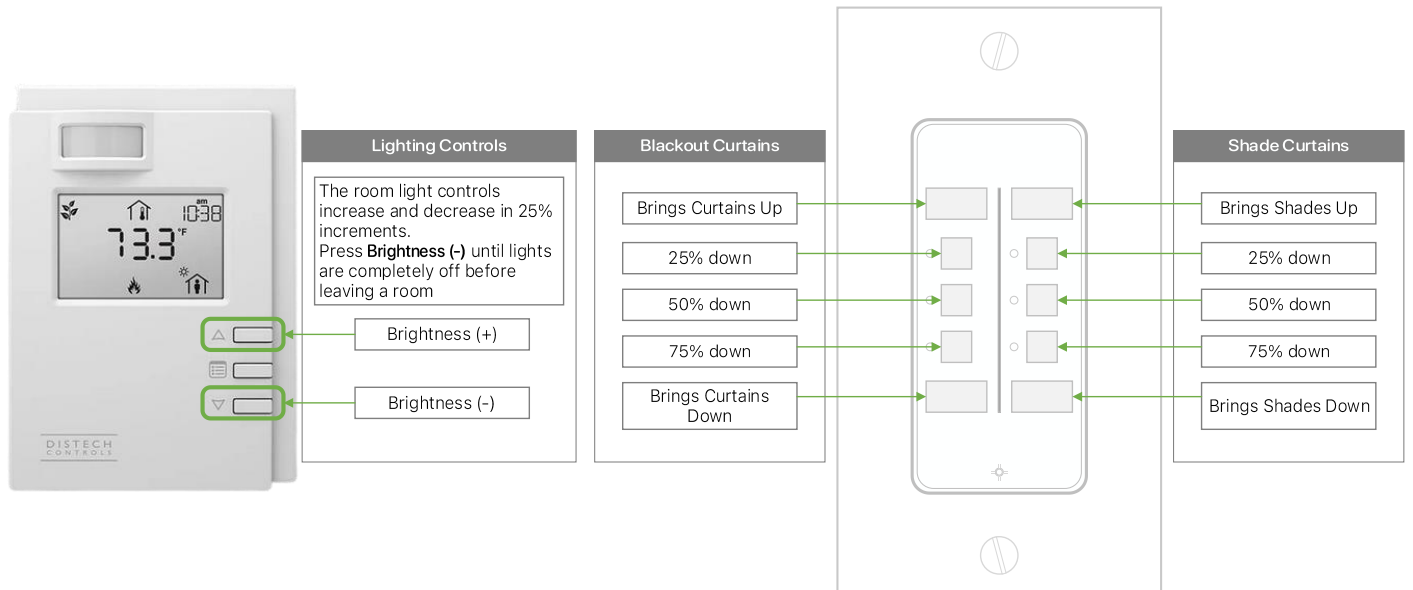 am
10:38
73.3°F
DISTECH
CONTROLS
Lighting Controls
The room light controls
increase and decrease in 25%
increments.
Press Brightness (-) until lights
are completely off before
leaving a room
Brightness (+)
Brightness (-)
Blackout Curtains
Brings Curtains Up
25% down
50% down
75% down
Brings Curtains
Down
Shade Curtains
Brings Shades Up
25% down
50% down
75% down
Brings Shades Down